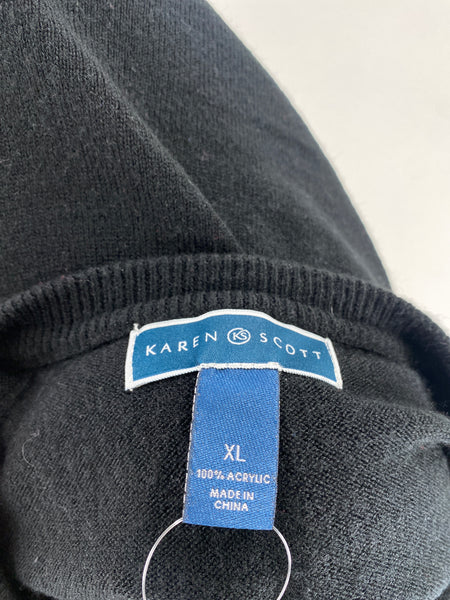 KAREN KS SCOTT
XL
100% ACRYLIC
MADE IN
CHINA